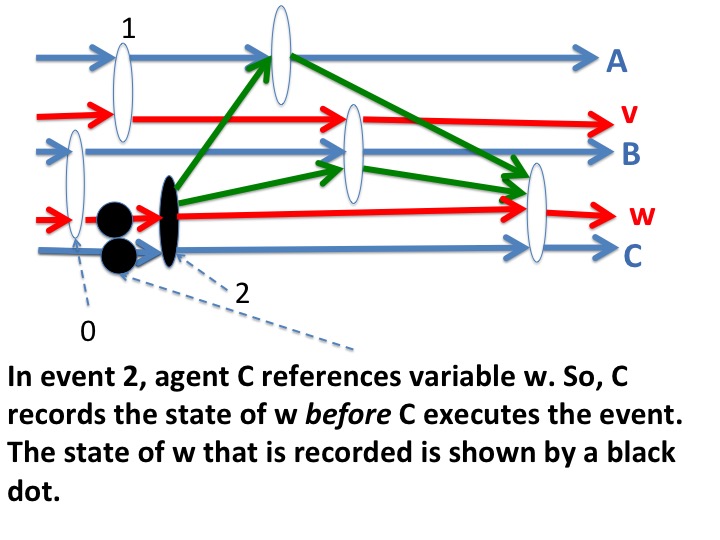 1
A
v
B
w
C
2
0
In event 2, agent C references variable w. So, C
records the state of w before C executes the event.
The state of w that is recorded is shown by a black
dot.